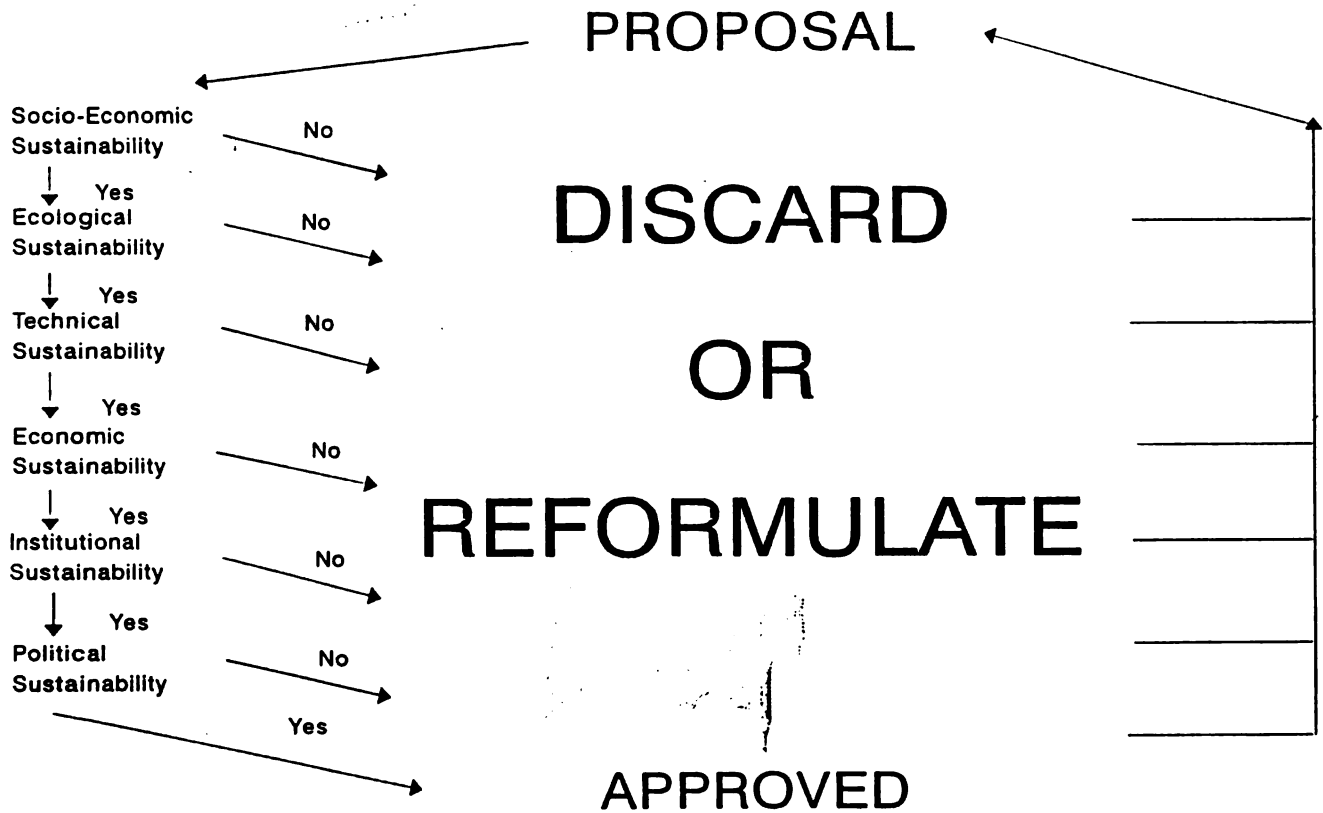 PROPOSAL
Socio-Economic
Sustainability
No
Yes
DISCARD
Ecological
Sustainability
No
Yes
Technical
Sustainability
No
OR
Yes
Economic
Sustainability
No
Yes
REFORMULATE
Institutional
Sustainability
No
Yes
Political
Sustainability
No
Yes
APPROVED